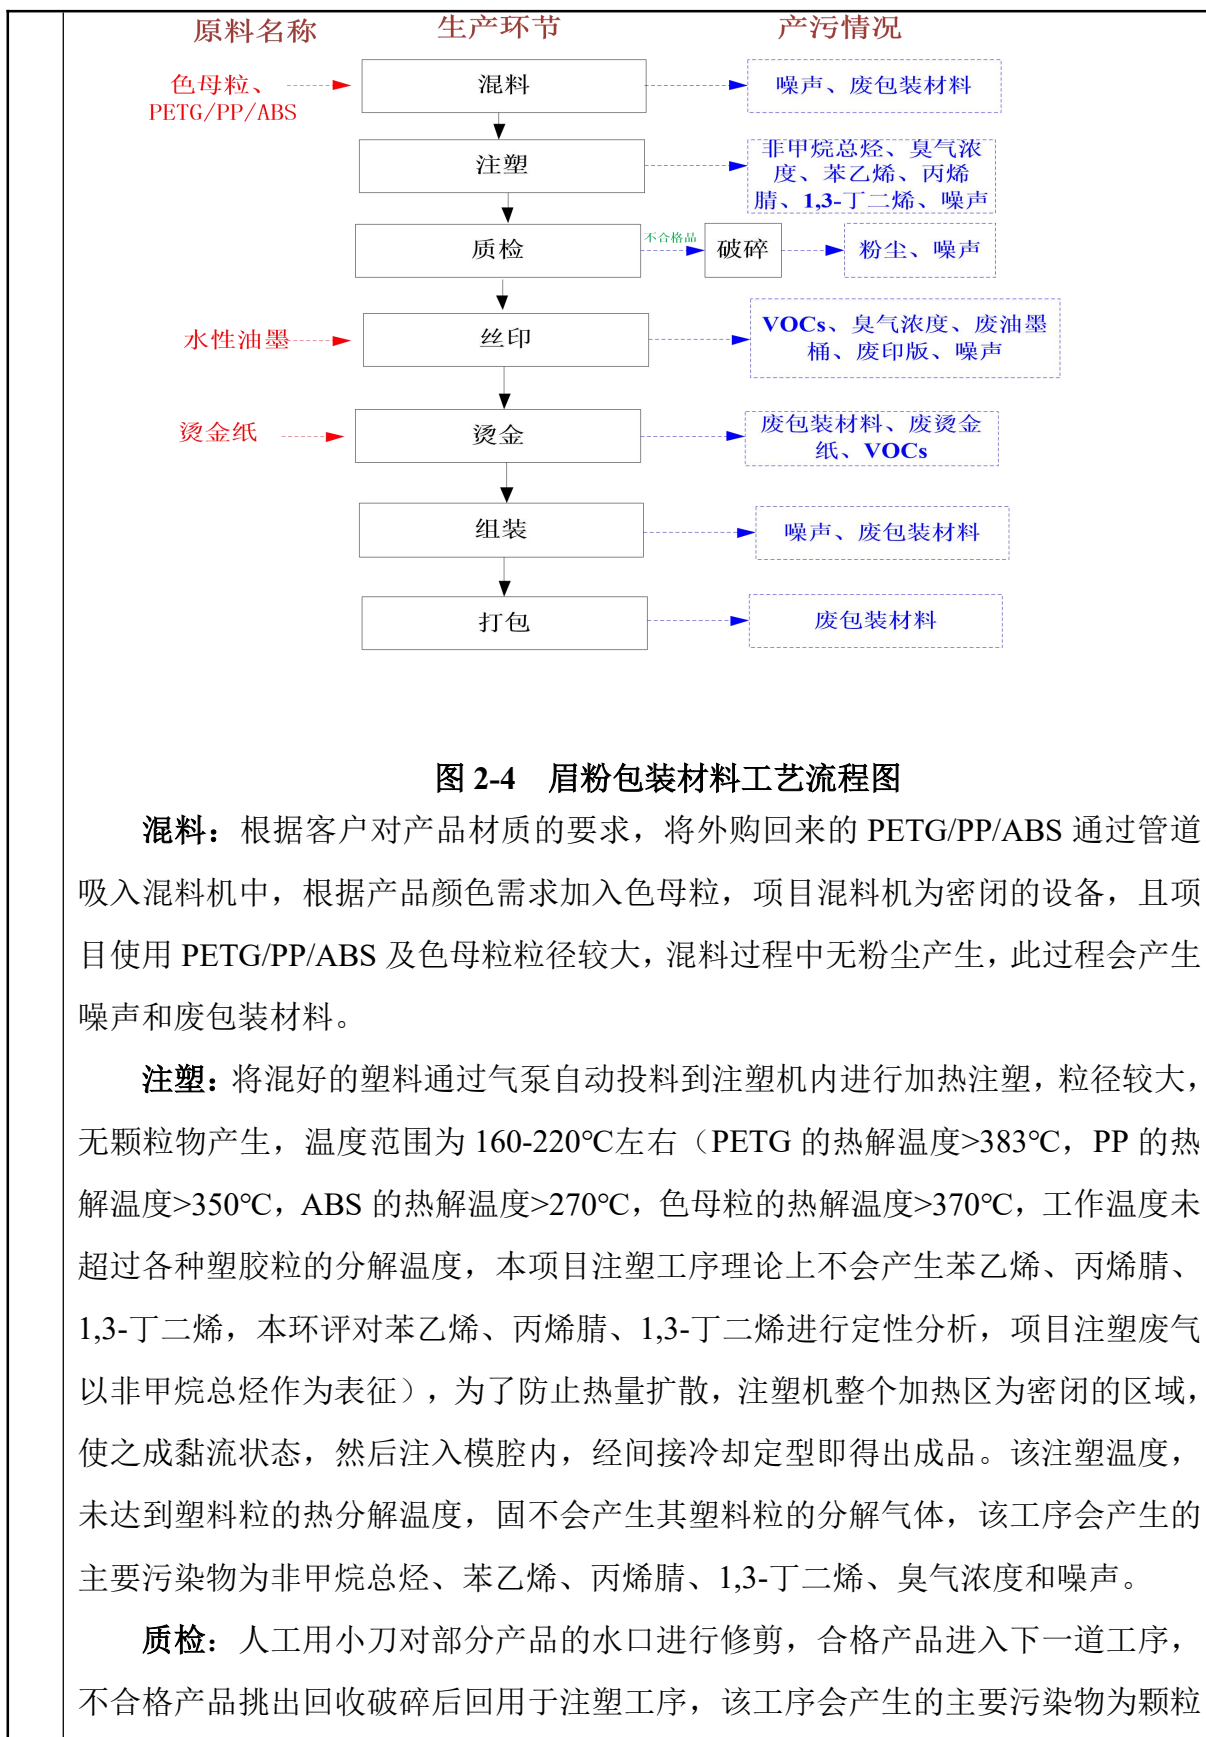 原料名称 生产环节 产污情况
色母粒、
PETG/PP/ABS
混料
噪声、废包装材料
注塑
非甲烷总烃、臭气浓
度、苯乙烯、丙烯
腈、1,3-丁二烯、噪声
质检
不合格品
破碎
粉尘、噪声
水性油墨
丝印
VOCs、臭气浓度、废油墨
桶、废印版、噪声
烫金纸
烫金
废包装材料、废烫金
纸、VOCs
组装
噪声、废包装材料
打包
废包装材料
图 2-4 眉粉包装材料工艺流程图
混料：根据客户对产品材质的要求，将外购回来的 PETG/PP/ABS 通过管道
吸入混料机中，根据产品颜色需求加入色母粒，项目混料机为密闭的设备，且项
目使用 PETG/PP/ABS 及色母粒粒径较大，混料过程中无粉尘产生，此过程会产生
噪声和废包装材料。
注塑：将混好的塑料通过气泵自动投料到注塑机内进行加热注塑，粒径较大，
无颗粒物产生，温度范围为 160-220℃左右（PETG 的热解温度>383℃，PP 的热
解温度>350℃，ABS 的热解温度>270℃，色母粒的热解温度>370℃，工作温度未
超过各种塑胶粒的分解温度，本项目注塑工序理论上不会产生苯乙烯、丙烯腈、
1,3-丁二烯，本环评对苯乙烯、丙烯腈、1,3-丁二烯进行定性分析，项目注塑废气
以非甲烷总烃作为表征），为了防止热量扩散，注塑机整个加热区为密闭的区域，
使之成黏流状态，然后注入模腔内，经间接冷却定型即得出成品。该注塑温度，
未达到塑料粒的热分解温度，固不会产生其塑料粒的分解气体，该工序会产生的
主要污染物为非甲烷总烃、苯乙烯、丙烯腈、1,3-丁二烯、臭气浓度和噪声。
质检：人工用小刀对部分产品的水口进行修剪，合格产品进入下一道工序，
不合格产品挑出回收破碎后回用于注塑工序，该工序会产生的主要污染物为颗粒